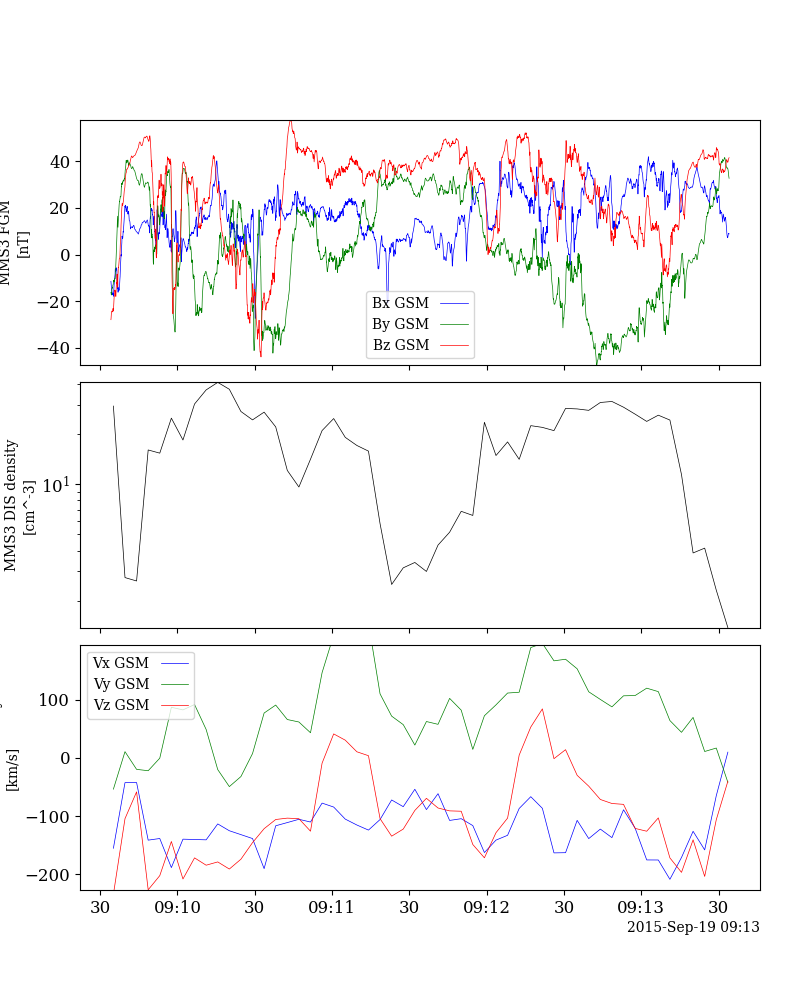 MMS3 FGM
[nT]
40
20
0
−20
−40
Bx GSM
By GSM
Bz GSM
MMS3 DIS density
[cm^-3]
10^1
Vx GSM
Vy GSM
Vz GSM
[km/s]
100
0
−100
−200
30
09:10
30
09:11
30
09:12
30
09:13
30
2015-Sep-19 09:13